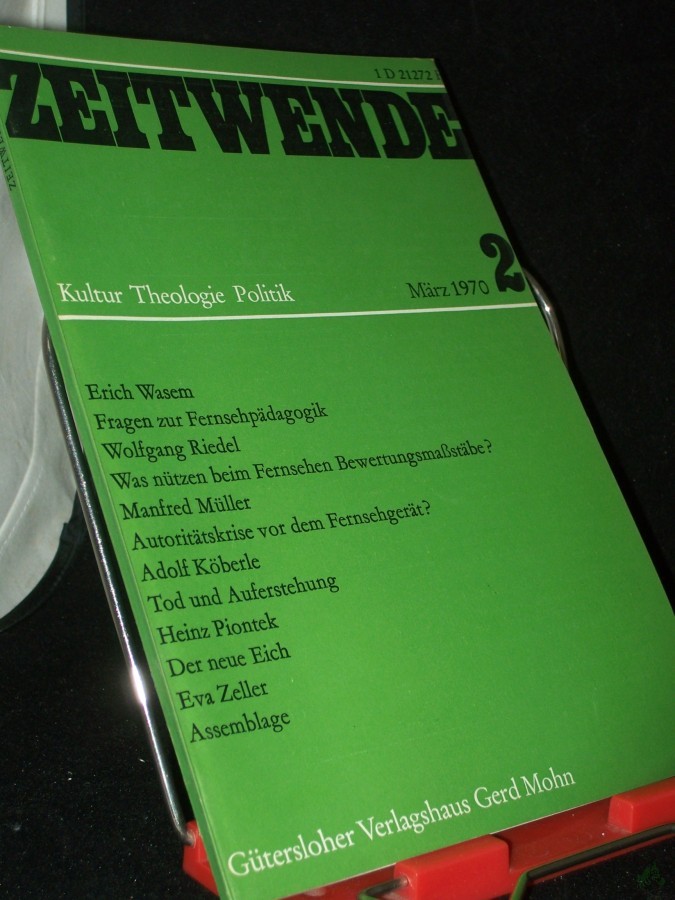 1 D 21272
ZEITWENDE
2
Kultur Theologie Politik
März 1970
Erich Wasem
Fragen zur Fernsehpädagogik
Wolfgang Riedel
Was nützen beim Fernsehen Bewertungsmaßstäbe?
Manfred Müller
Autoritätskrise vor dem Fernsehgerät?
Adolf Köberle
Tod und Auferstehung
Heinz Piontek
Der neue Eich
Eva Zeller
Assemblage
Gütersloher Verlagshaus Gerd Mohn